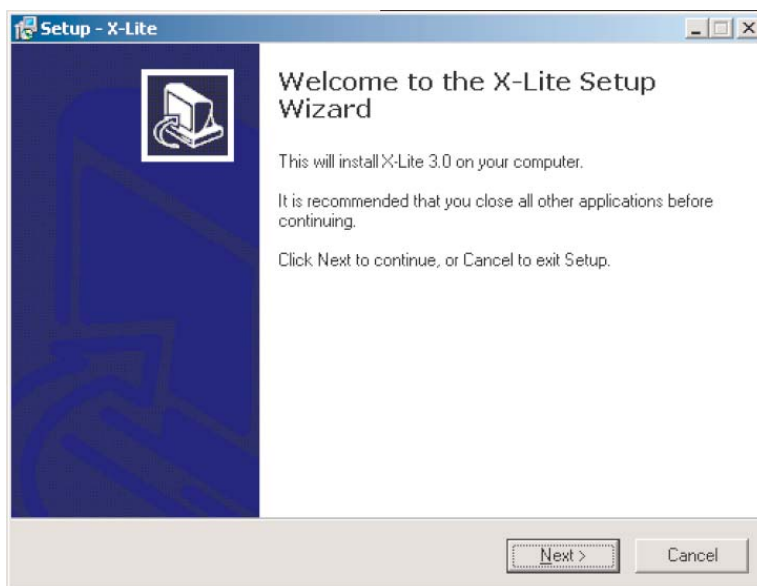 Setup - X-Lite
Welcome to the X-Lite Setup
Wizard
This will install X-Lite 3.0 on your computer.
It is recommended that you close all other applications before
continuing.
Click Next to continue, or Cancel to exit Setup.
Next >
Cancel